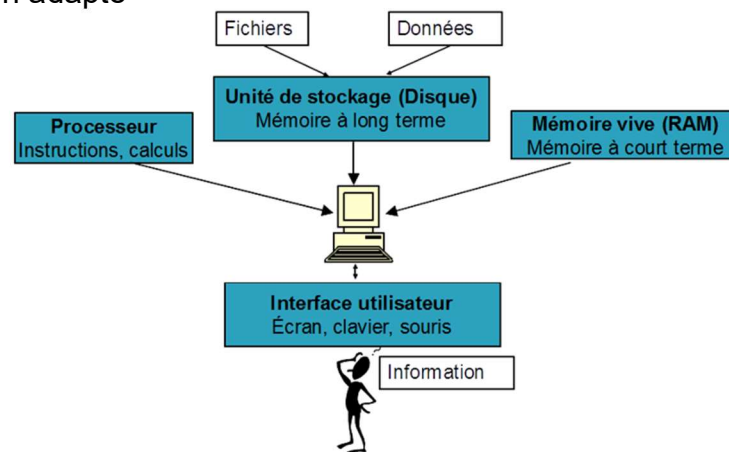 n adapté
Fichiers
Données
Unité de stockage (Disque)
Mémoire à long terme
Processeur
Instructions, calculs
Mémoire vive (RAM)
Mémoire à court terme
Interface utilisateur
Écran, clavier, souris
Information